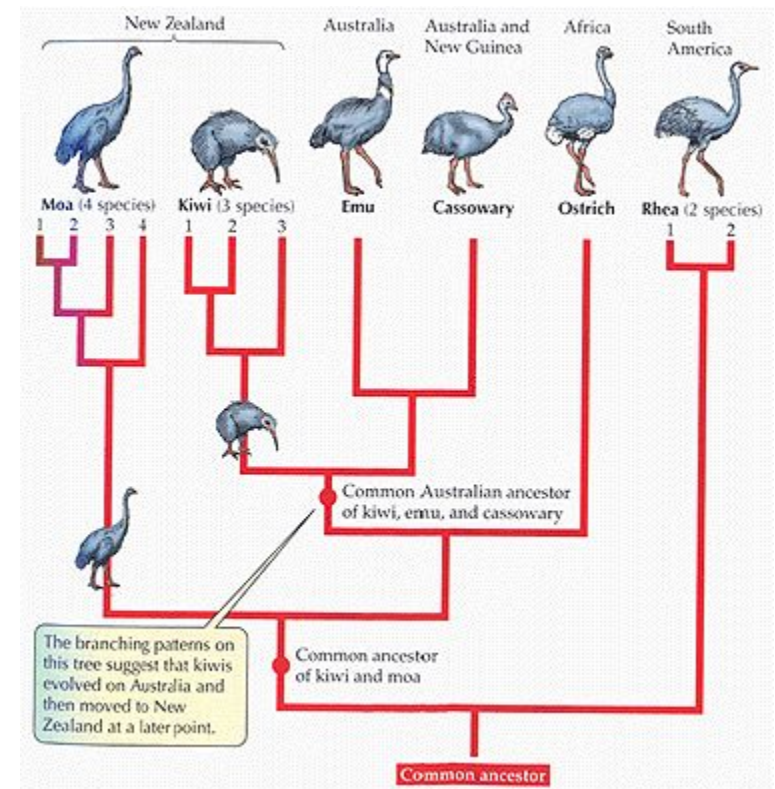 New Zealand
Australia
Australia and
New Guinea
Africa
South
America
Moa (4 species)
Kiwi (3 species)
Emu
Cassowary
Ostrich
Rhea (2 species)
1 2 3 4
1 2 3
1 2
Common Australian ancestor
of kiwi, emu, and cassowary
The branching paterns on
this tree suggest that kiwis
evolved on Australia and
then moved to New
Zealand at a later point.
Common ancestor
of kiwi and moa
Common ancestor